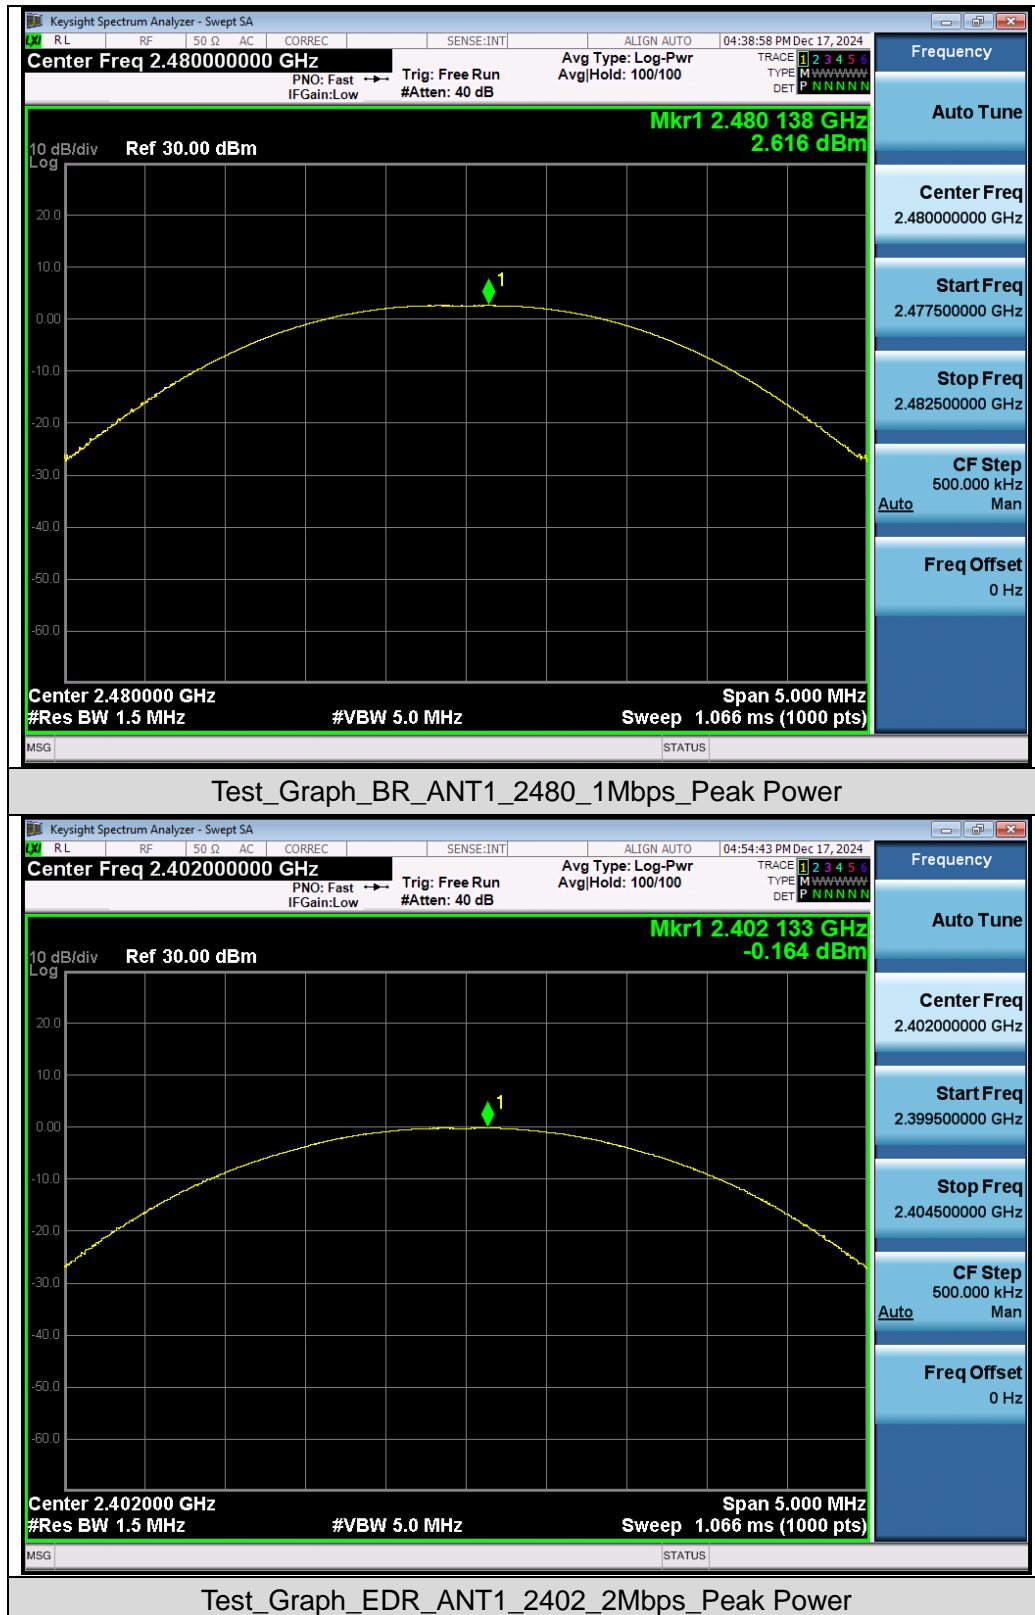 Keysight Spectrum Analyzer - Swept SA
LXI RL RF 50 Ω AC CORREC SENSE:INT ALIGN AUTO 04:38:58 PM Dec 17, 2024
Center Freq 2.480000000 GHz
PNO: Fast
IFGain:Low
Trig: Free Run
#Atten: 40 dB
Avg Type: Log-Pwr
Avg|Hold: 100/100
TRACE 1 2 3 4 5 6
TYPE M W W W W W
DET P N N N N N
Mkr1 2.480 138 GHz
2.616 dBm
10 dB/div Ref 30.00 dBm
Log
20.0
10.0
0.00
-10.0
-20.0
-30.0
-40.0
-50.0
-60.0
1
Center 2.480000 GHz Span 5.000 MHz
#Res BW 1.5 MHz #VBW 5.0 MHz Sweep 1.066 ms (1000 pts)
MSG STATUS
Frequency
Auto Tune
Center Freq
2.480000000 GHz
Start Freq
2.477500000 GHz
Stop Freq
2.482500000 GHz
CF Step
500.000 kHz
Auto Man
Freq Offset
0 Hz
Test_Graph_BR_ANT1_2480_1Mbps_Peak Power
Keysight Spectrum Analyzer - Swept SA
LXI RL RF 50 Ω AC CORREC SENSE:INT ALIGN AUTO 04:54:43 PM Dec 17, 2024
Center Freq 2.402000000 GHz
PNO: Fast
IFGain:Low
Trig: Free Run
#Atten: 40 dB
Avg Type: Log-Pwr
Avg|Hold: 100/100
TRACE 1 2 3 4 5 6
TYPE M W W W W W
DET P N N N N N
Mkr1 2.402 133 GHz
-0.164 dBm
10 dB/div Ref 30.00 dBm
Log
20.0
10.0
0.00
-10.0
-20.0
-30.0
-40.0
-50.0
-60.0
1
Center 2.402000 GHz Span 5.000 MHz
#Res BW 1.5 MHz #VBW 5.0 MHz Sweep 1.066 ms (1000 pts)
MSG STATUS
Frequency
Auto Tune
Center Freq
2.402000000 GHz
Start Freq
2.399500000 GHz
Stop Freq
2.404500000 GHz
CF Step
500.000 kHz
Auto Man
Freq Offset
0 Hz
Test_Graph_EDR_ANT1_2402_2Mbps_Peak Power